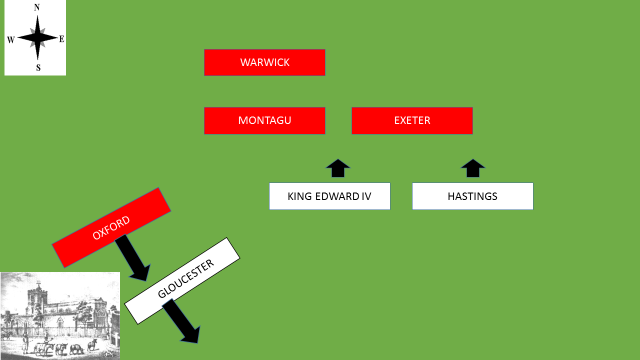 N
W E
S
WARWICK
MONTAGU EXETER
KING EDWARD IV HASTINGS
OXFORD
GLOUCESTER